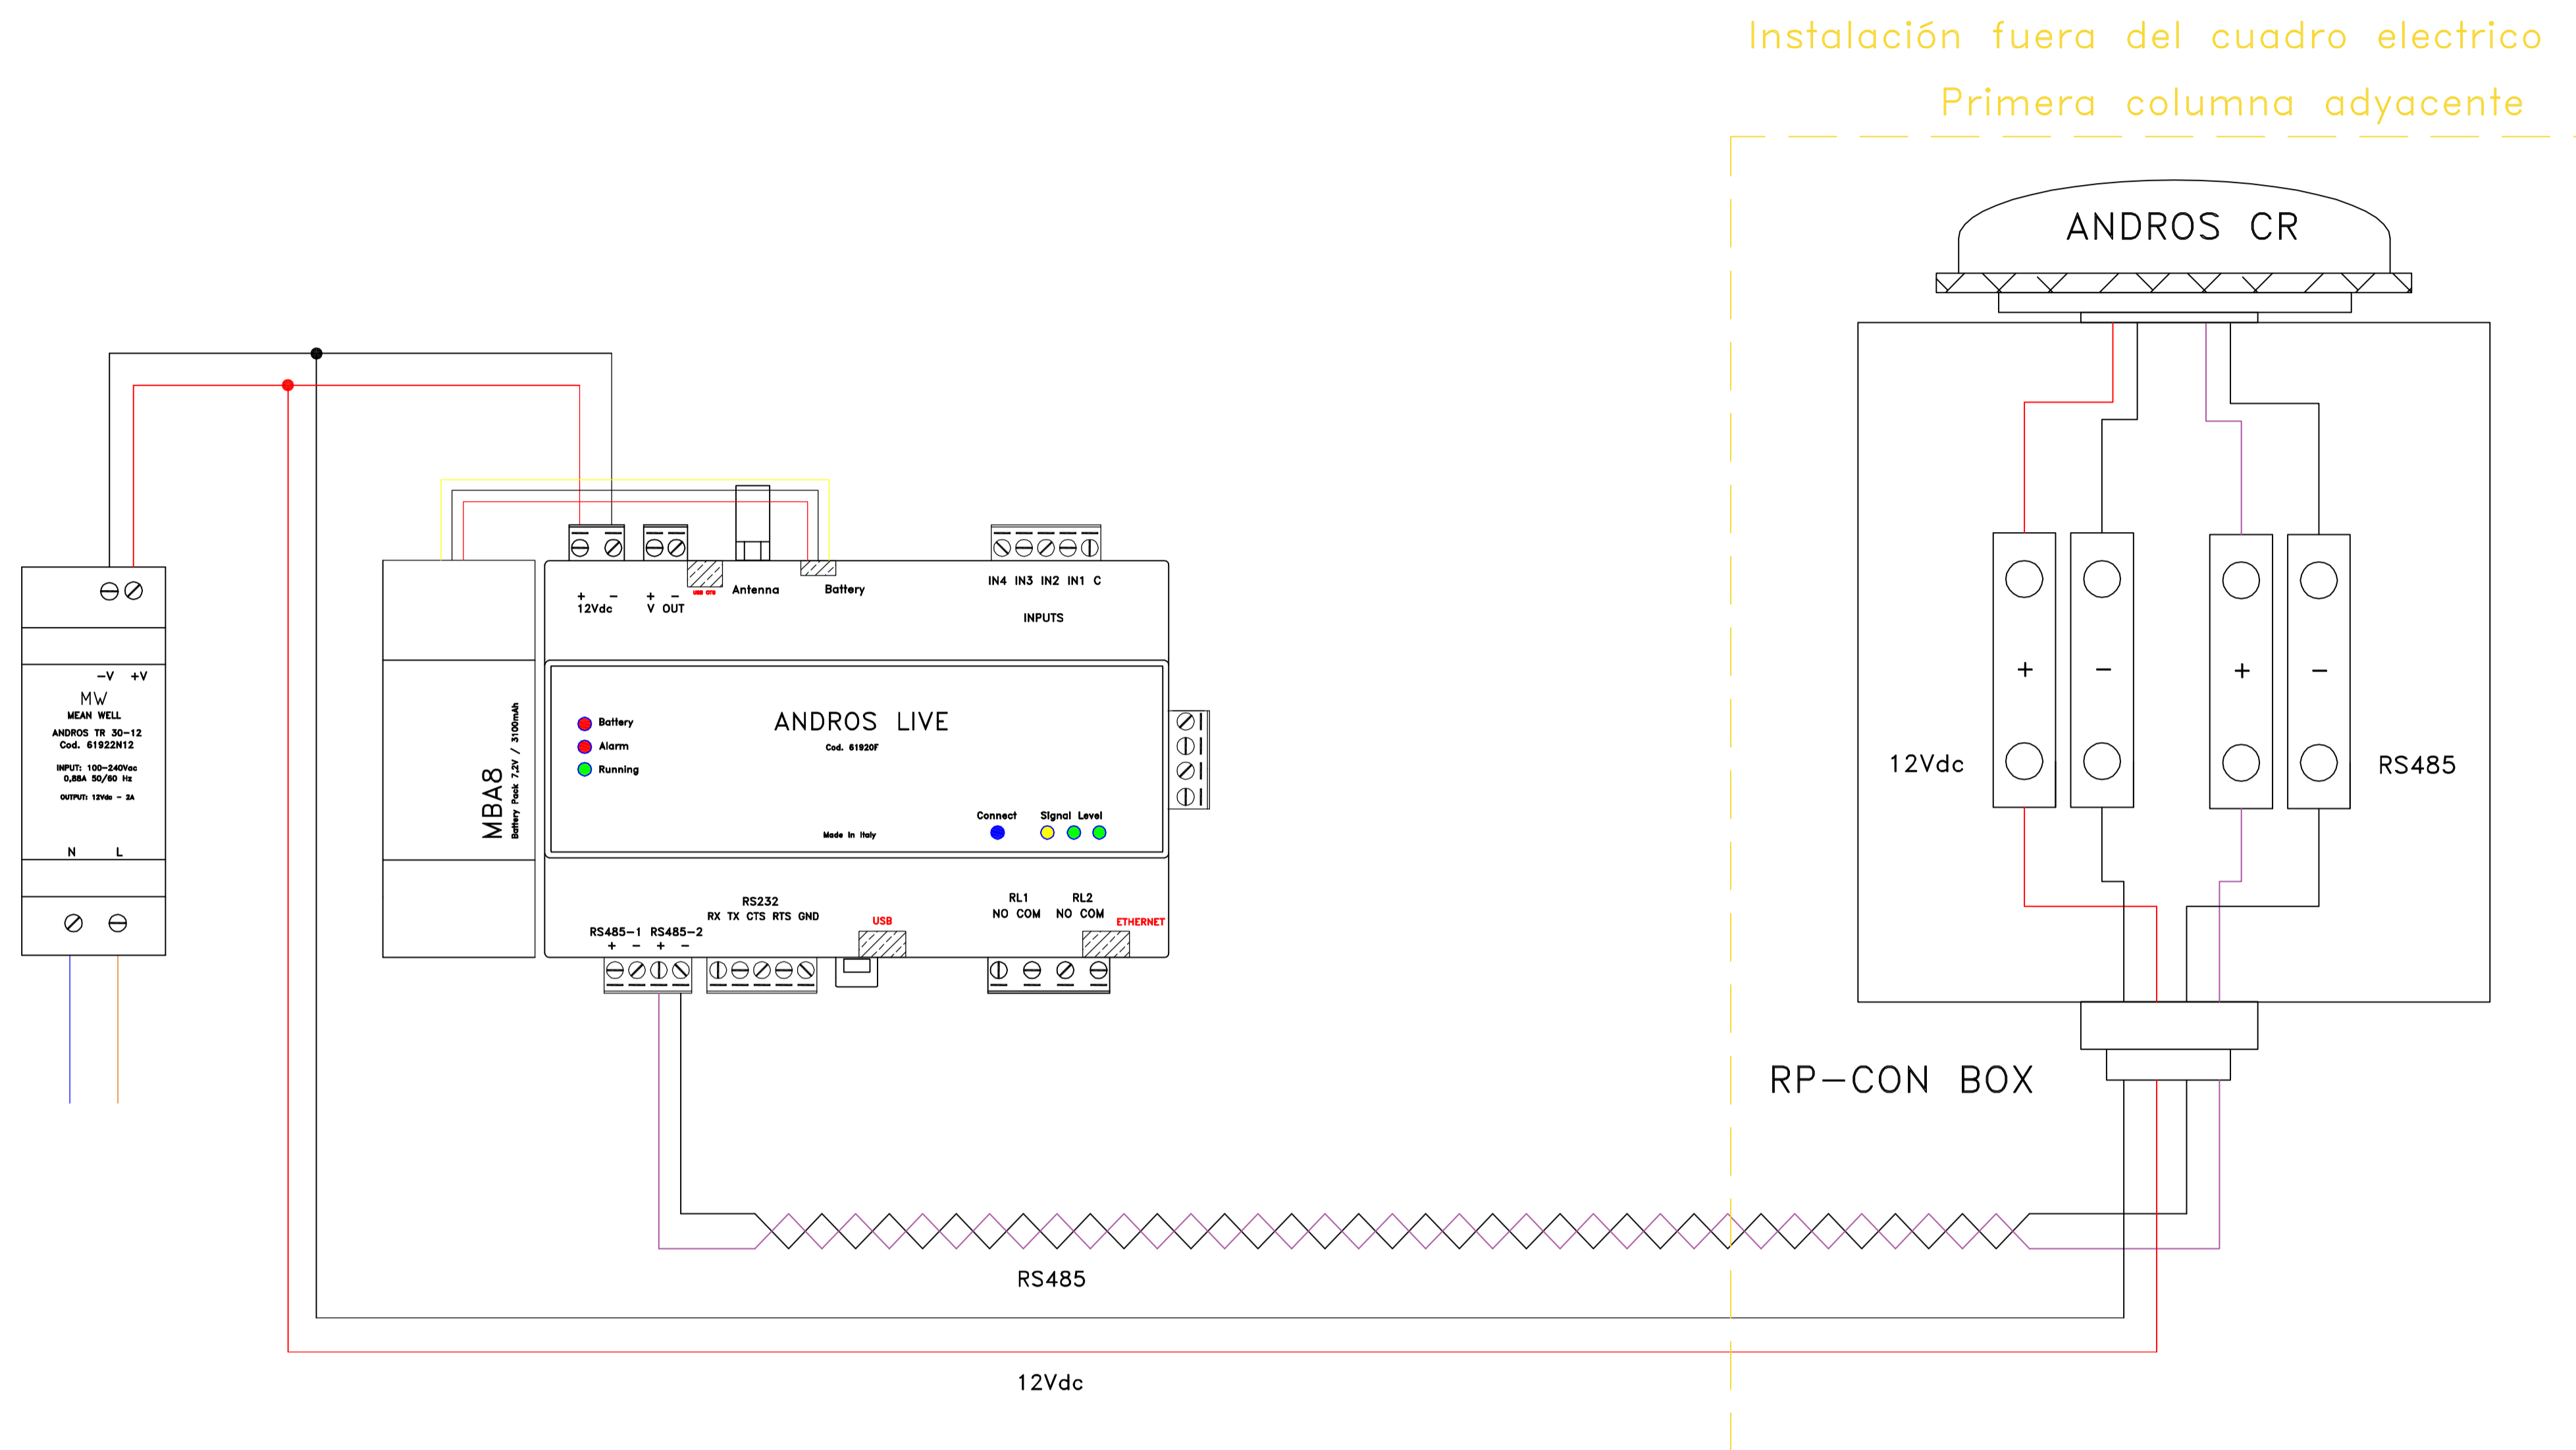 Instalación fuera del cuadro electrico
Primera columna adyacente
ANDROS CR
12Vdc
+
-
+
-
RS485
RP-CON BOX
-V +V
MW
MEAN WELL
ANDROS TR 30-12
Cod. 61922N12
INPUT: 100-240Vac
0,88A 50/60 Hz
OUTPUT: 12Vdc - 2A
N L
MBA8
Battery Pack 7,2V / 3100mAh
+ -
12Vdc
+ -
V OUT
USB OTG
Antenna
Battery
IN4 IN3 IN2 IN1 C
INPUTS
ANDROS LIVE
Cod. 61920F
Battery
Alarm
Running
Connect
Signal Level
Made in Italy
RS485-1 RS485-2
+ - + -
RS232
RX TX CTS RTS GND
USB
RL1 RL2
NO COM NO COM
ETHERNET
RS485
12Vdc